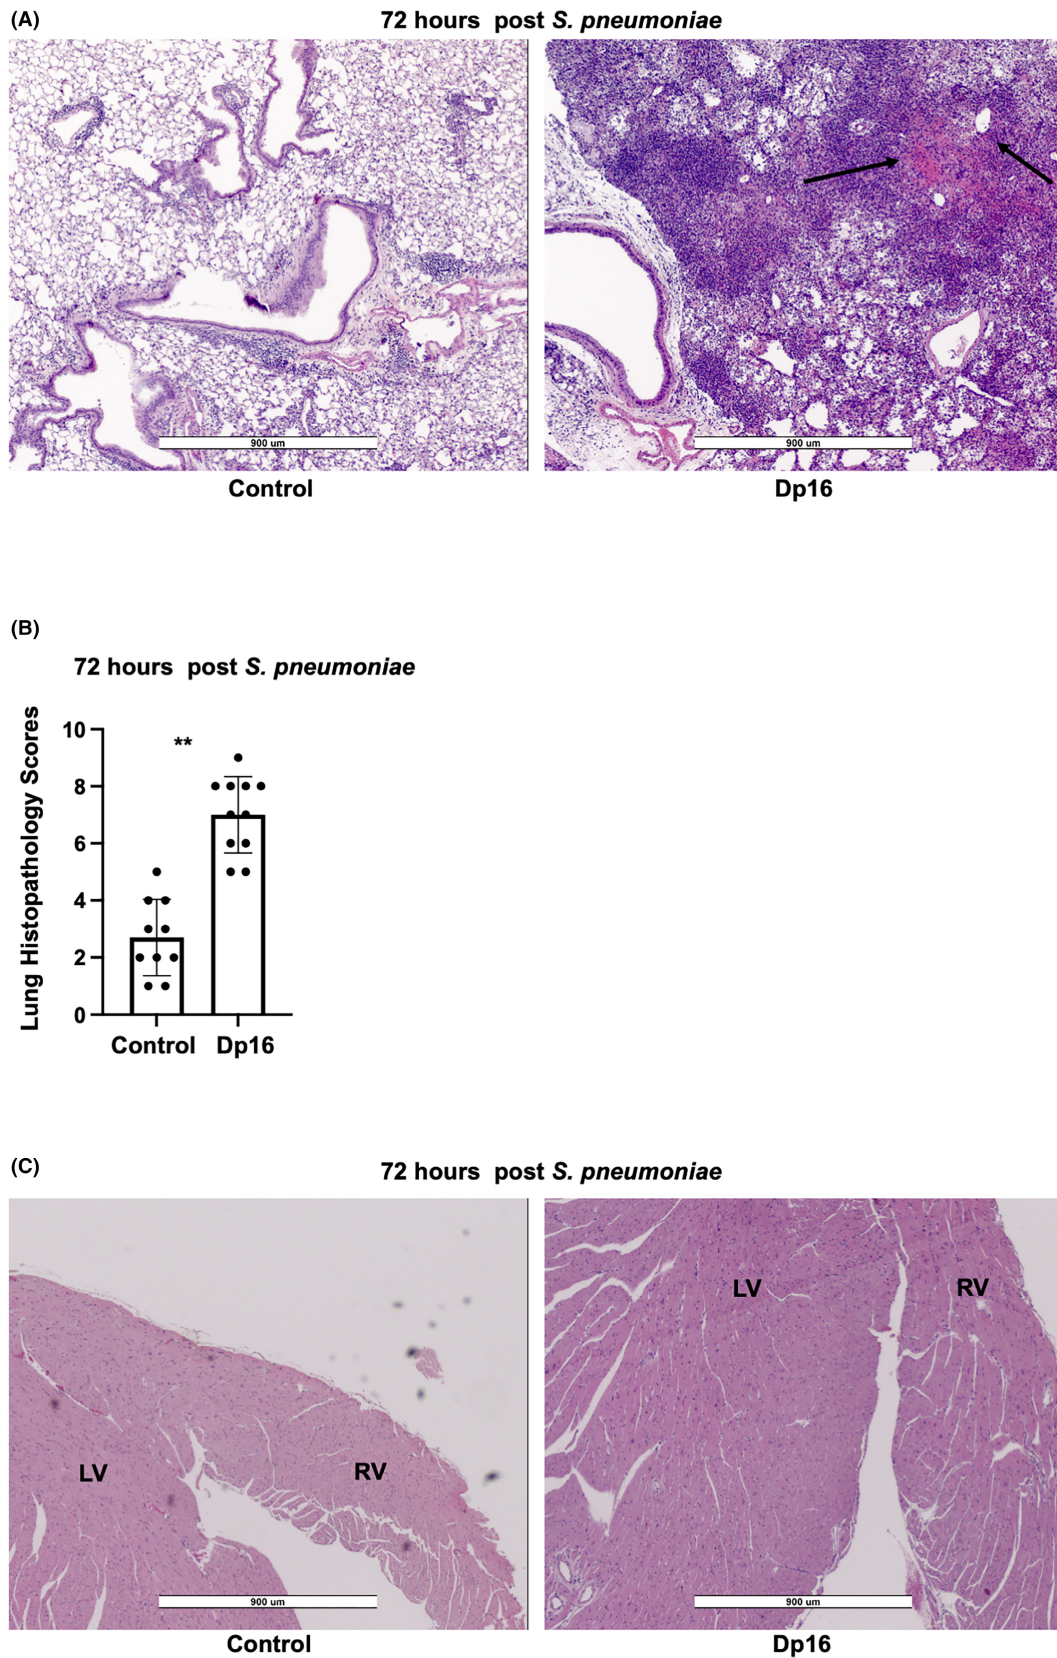 (A)
72 hours post S. pneumoniae
900 um
900 um
Control
Dp16
(B)
72 hours post S. pneumoniae
Lung Histopathology Scores
10
8
6
4
2
0
**
Control
Dp16
(C)
72 hours post S. pneumoniae
LV
RV
LV
RV
900 um
900 um
Control
Dp16